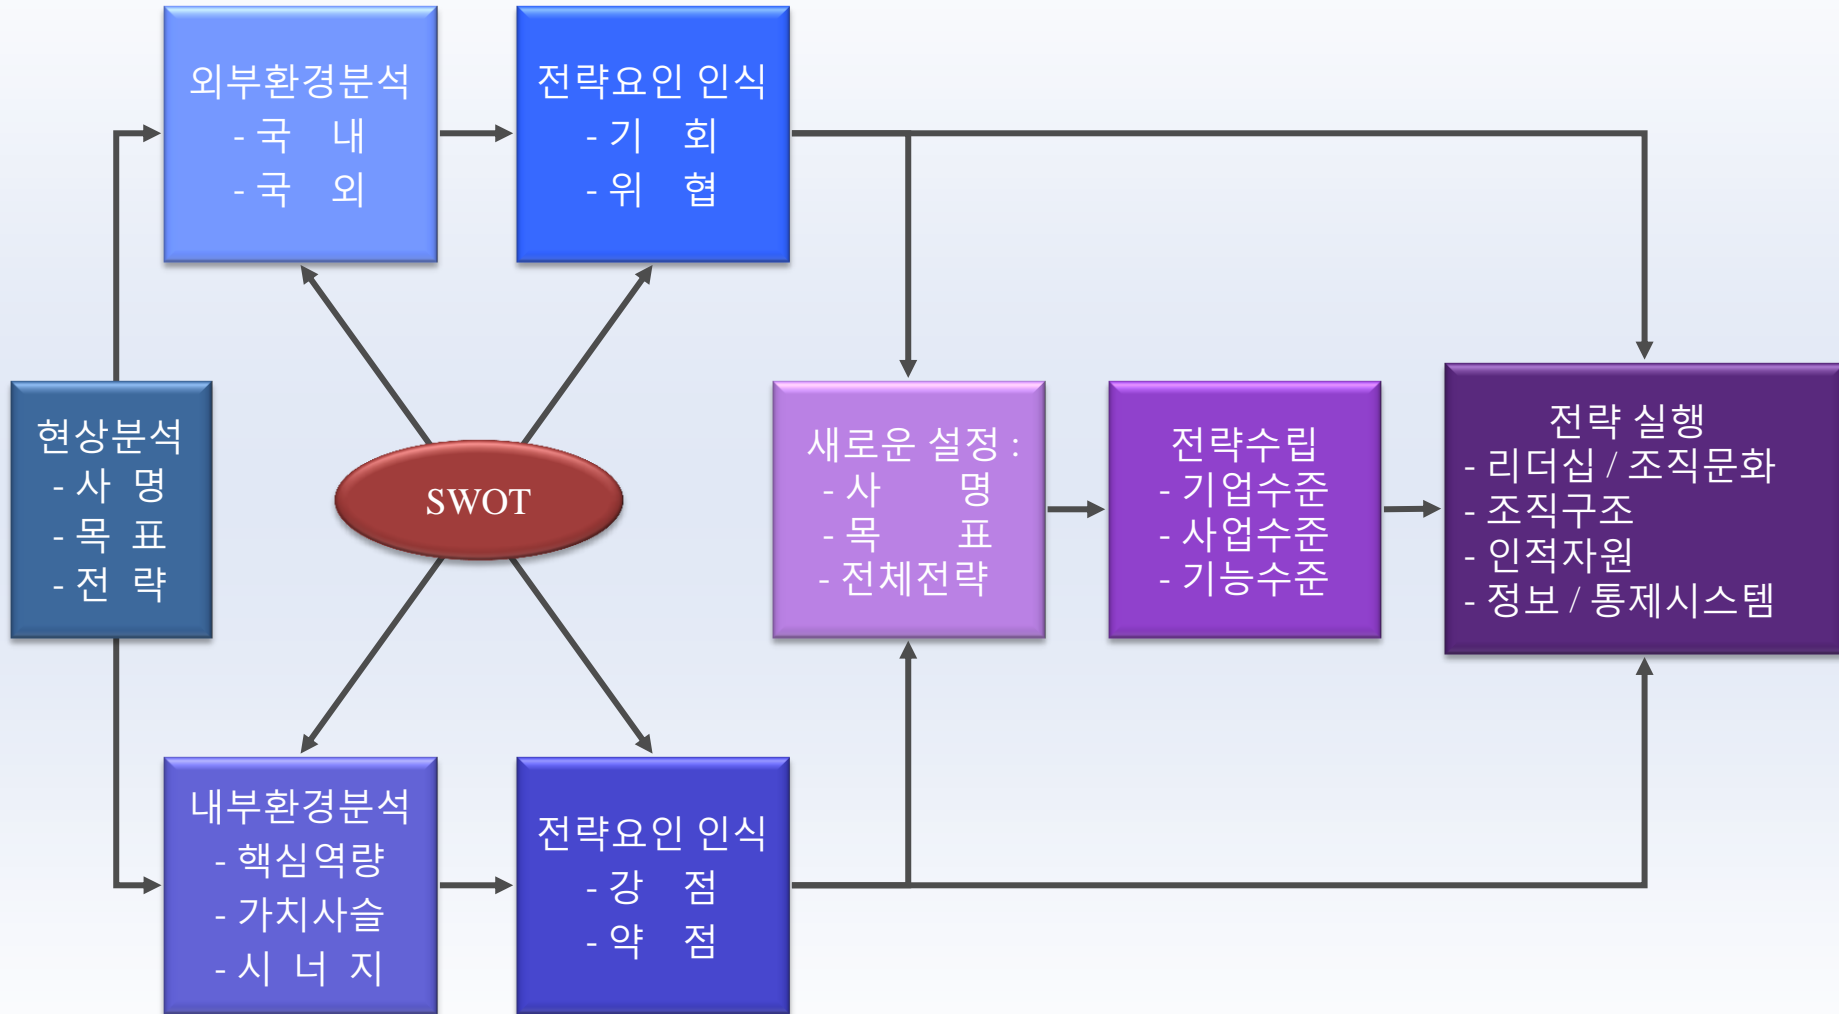 외부환경분석
- 국 내
- 국 외
전략요인 인식
- 기 회
- 위 협
현상분석
- 사 명
- 목 표
- 전 략
SWOT
새로운 설정 :
- 사 명
- 목 표
- 전체전략
전략수립
- 기업수준
- 사업수준
- 기능수준
전략 실행
- 리더십 / 조직문화
- 조직구조
- 인적자원
- 정보 / 통제시스템
내부환경분석
- 핵심역량
- 가치사슬
- 시 너 지
전략요인 인식
- 강 점
- 약 점